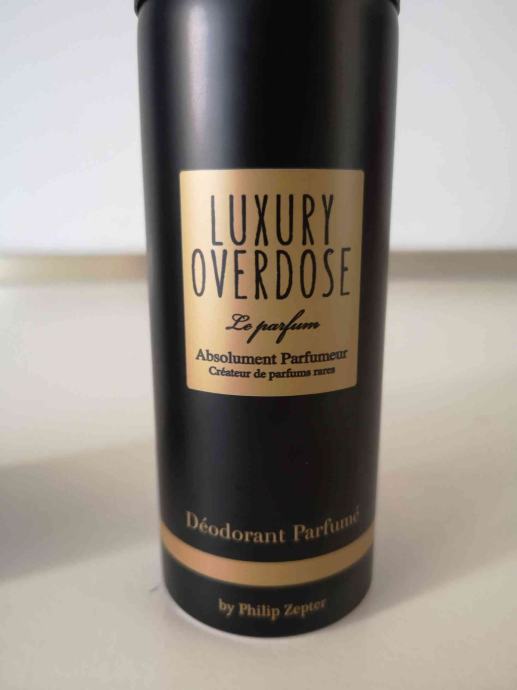 LUXURY
OVERDOSE
Le parfum
Absolument Parfumeur
Créateur de parfums rares
Déodorant Parfumé
by Philip Zepter